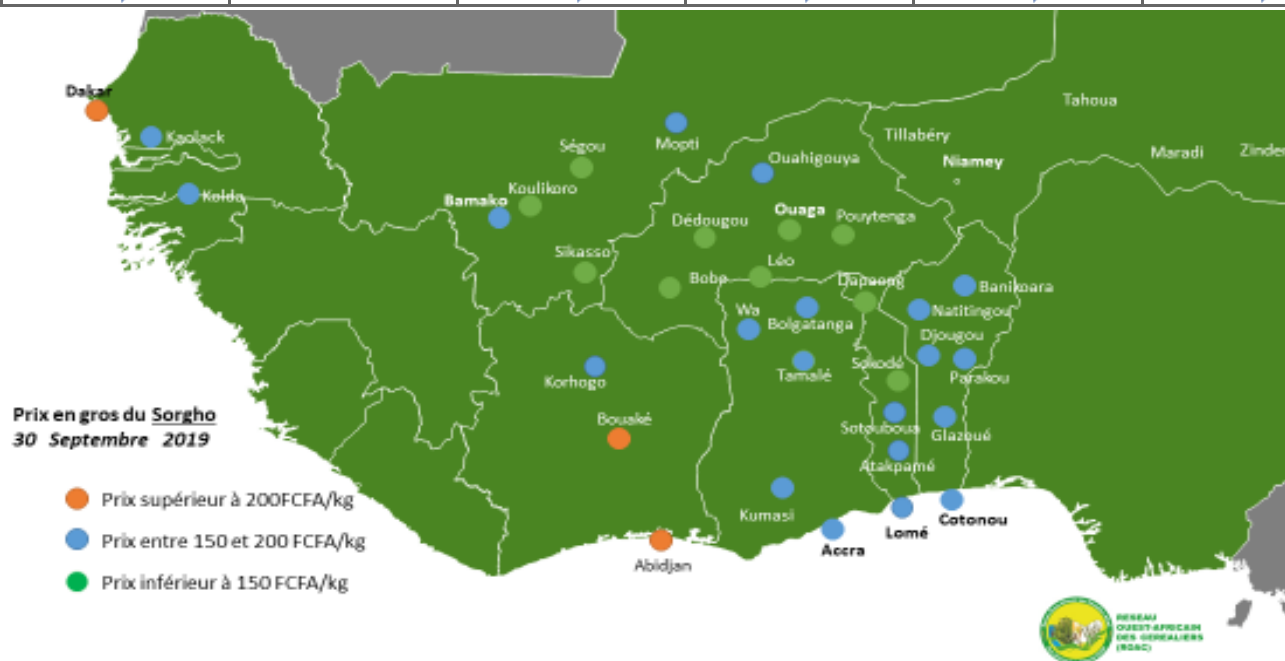 Dakar
Kaolack
Kolda
Mopti
Ségou
Koulikoro
Bamako
Sikasso
Ouahigouya
Tillabéry
Tahoua
Niamey
Maradi
Zinder
Dédougou
Ouaga
Pouytenga
Bobo
Léo
Dapaong
Banikoara
Natitingou
Wa
Bolgatanga
Djougou
Tamalé
Sokodé
Parakou
Korhogo
Bouaké
Sotouboua
Glazoué
Atakpamé
Kumasi
Accra
Lomé
Cotonou
Abidjan
Prix en gros du Sorgho
30 Septembre 2019
Prix supérieur à 200FCFA/kg
Prix entre 150 et 200 FCFA/kg
Prix inférieur à 150 FCFA/kg
RESEAU
OUEST-AFRICAIN
DES CEREALIERS
(ROAC)